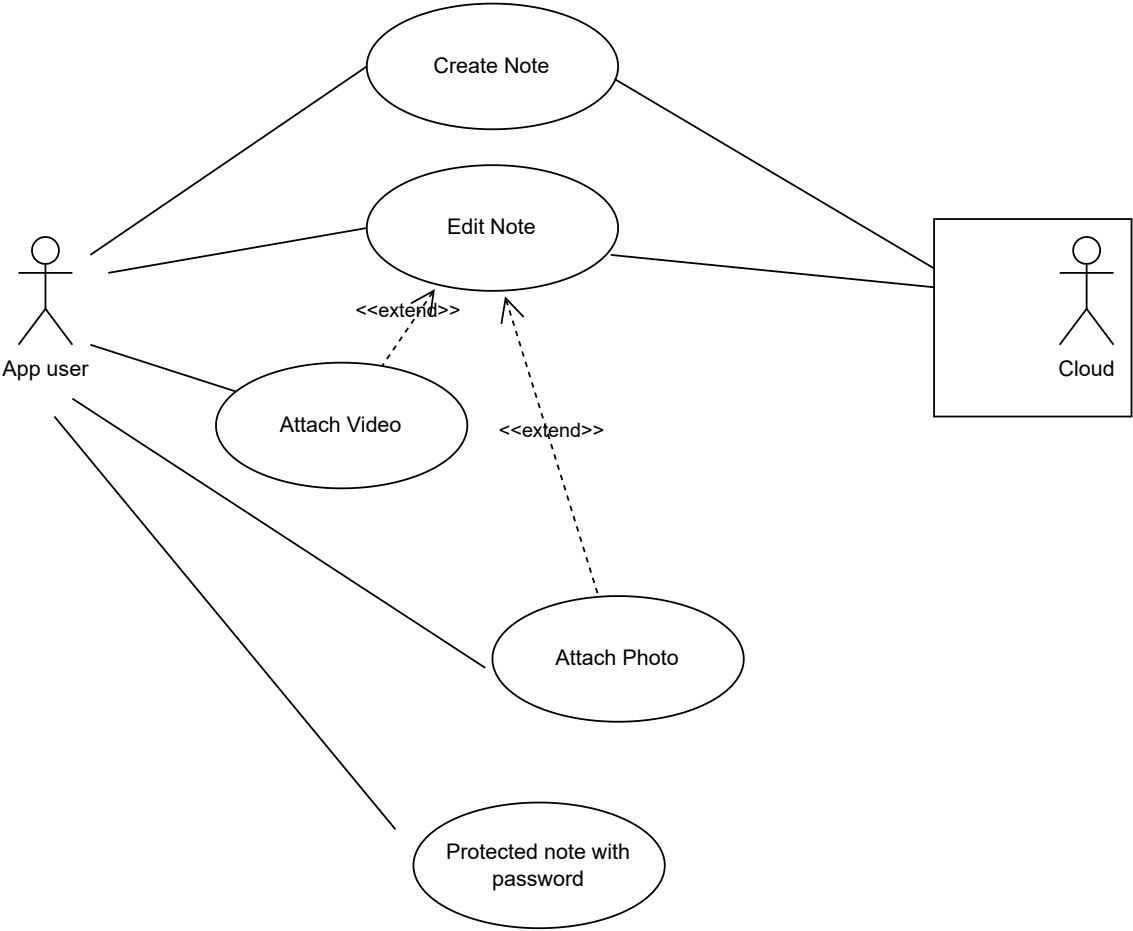 Create Note
Edit Note
<<extend>>
App user
Cloud
Attach Video
<<extend>>
Attach Photo
Protected note with
password